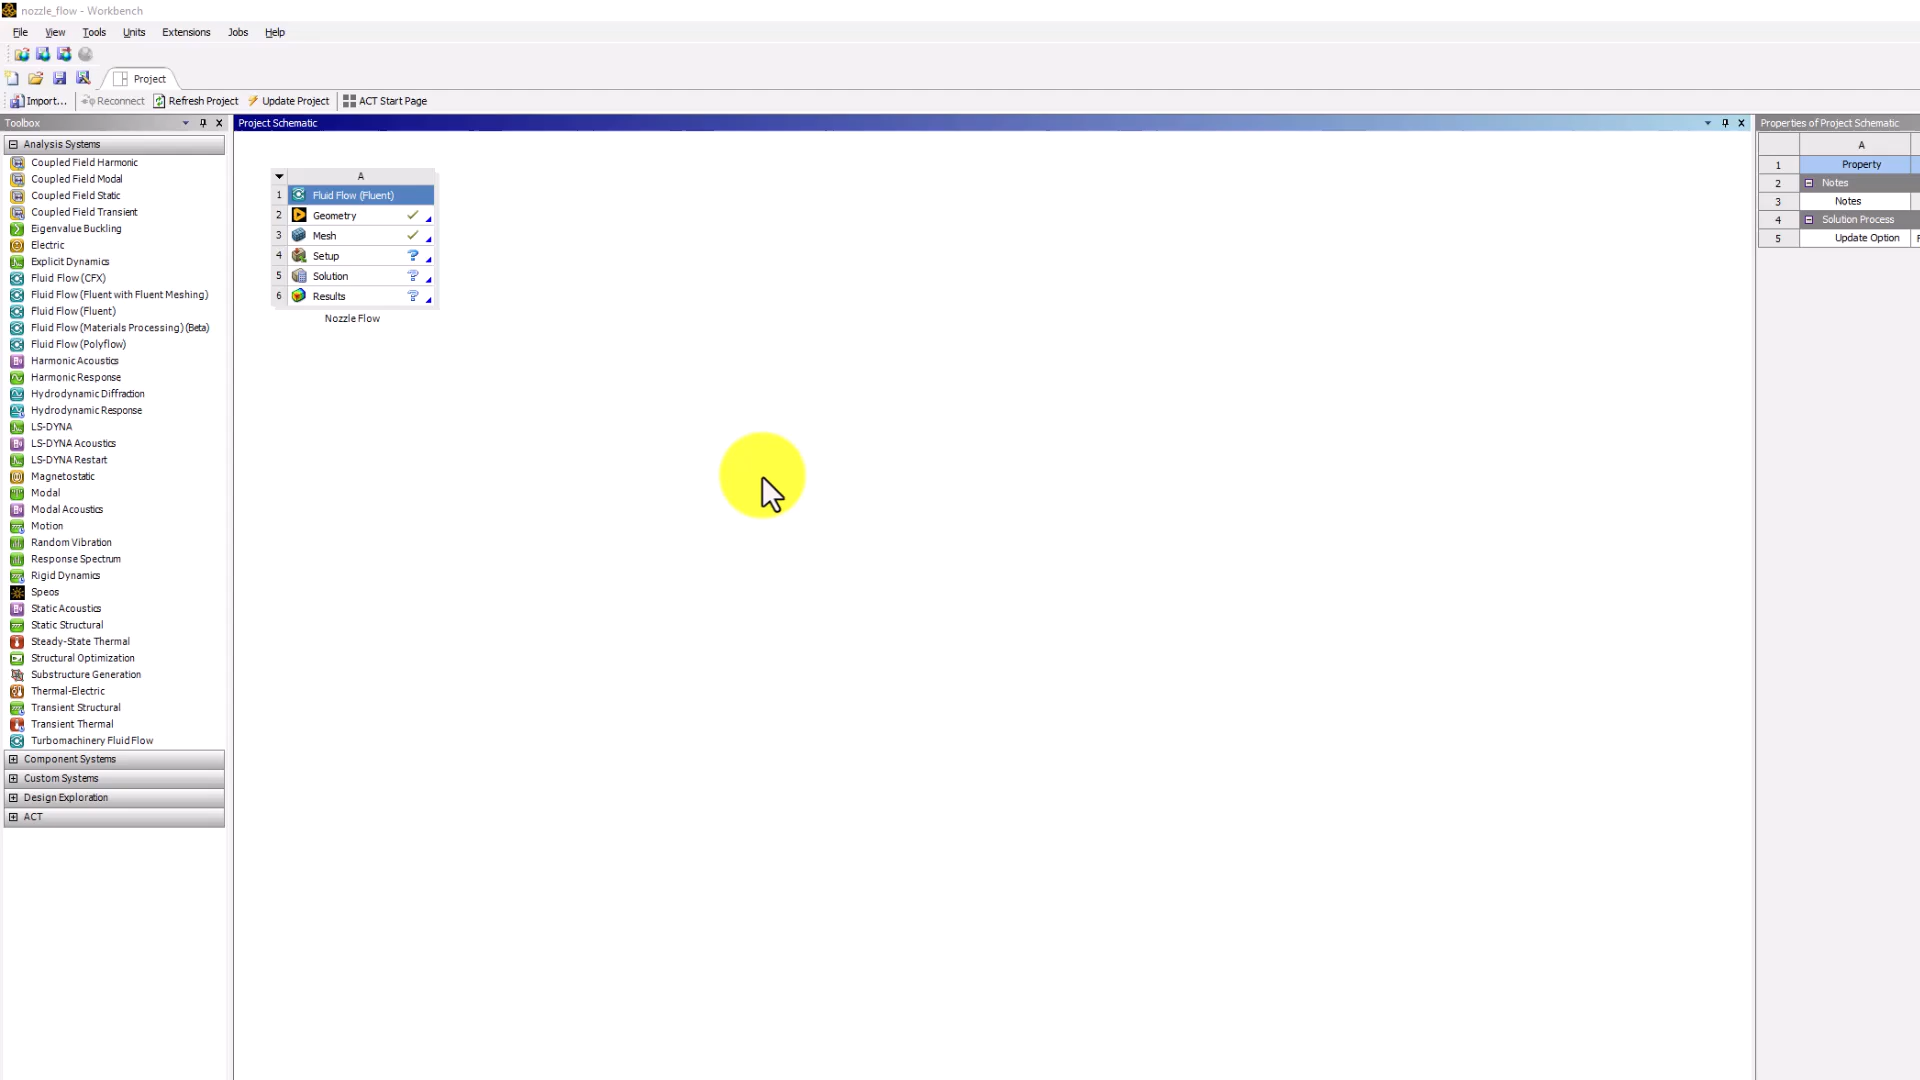 nozzle_flow - Workbench
File View Tools Units Extensions Jobs Help
Project
Import... Reconnect Refresh Project Update Project ACT Start Page
Toolbox
Analysis Systems
Coupled Field Harmonic
Coupled Field Modal
Coupled Field Static
Coupled Field Transient
Eigenvalue Buckling
Electric
Explicit Dynamics
Fluid Flow (CFX)
Fluid Flow (Fluent with Fluent Meshing)
Fluid Flow (Fluent)
Fluid Flow (Materials Processing) (Beta)
Fluid Flow (Polyflow)
Harmonic Acoustics
Harmonic Response
Hydrodynamic Diffraction
Hydrodynamic Response
LS-DYNA
LS-DYNA Acoustics
LS-DYNA Restart
Magnetostatic
Modal
Modal Acoustics
Motion
Random Vibration
Response Spectrum
Rigid Dynamics
Speos
Static Acoustics
Static Structural
Steady-State Thermal
Structural Optimization
Substructure Generation
Thermal-Electric
Transient Structural
Transient Thermal
Turbomachinery Fluid Flow
Component Systems
Custom Systems
Design Exploration
ACT
Project Schematic
A
1 Fluid Flow (Fluent)
2 Geometry
3 Mesh
4 Setup ?
5 Solution ?
6 Results ?
Nozzle Flow
Properties of Project Schematic
A
1 Property
2 Notes
3 Notes
4 Solution Process
5 Update Option